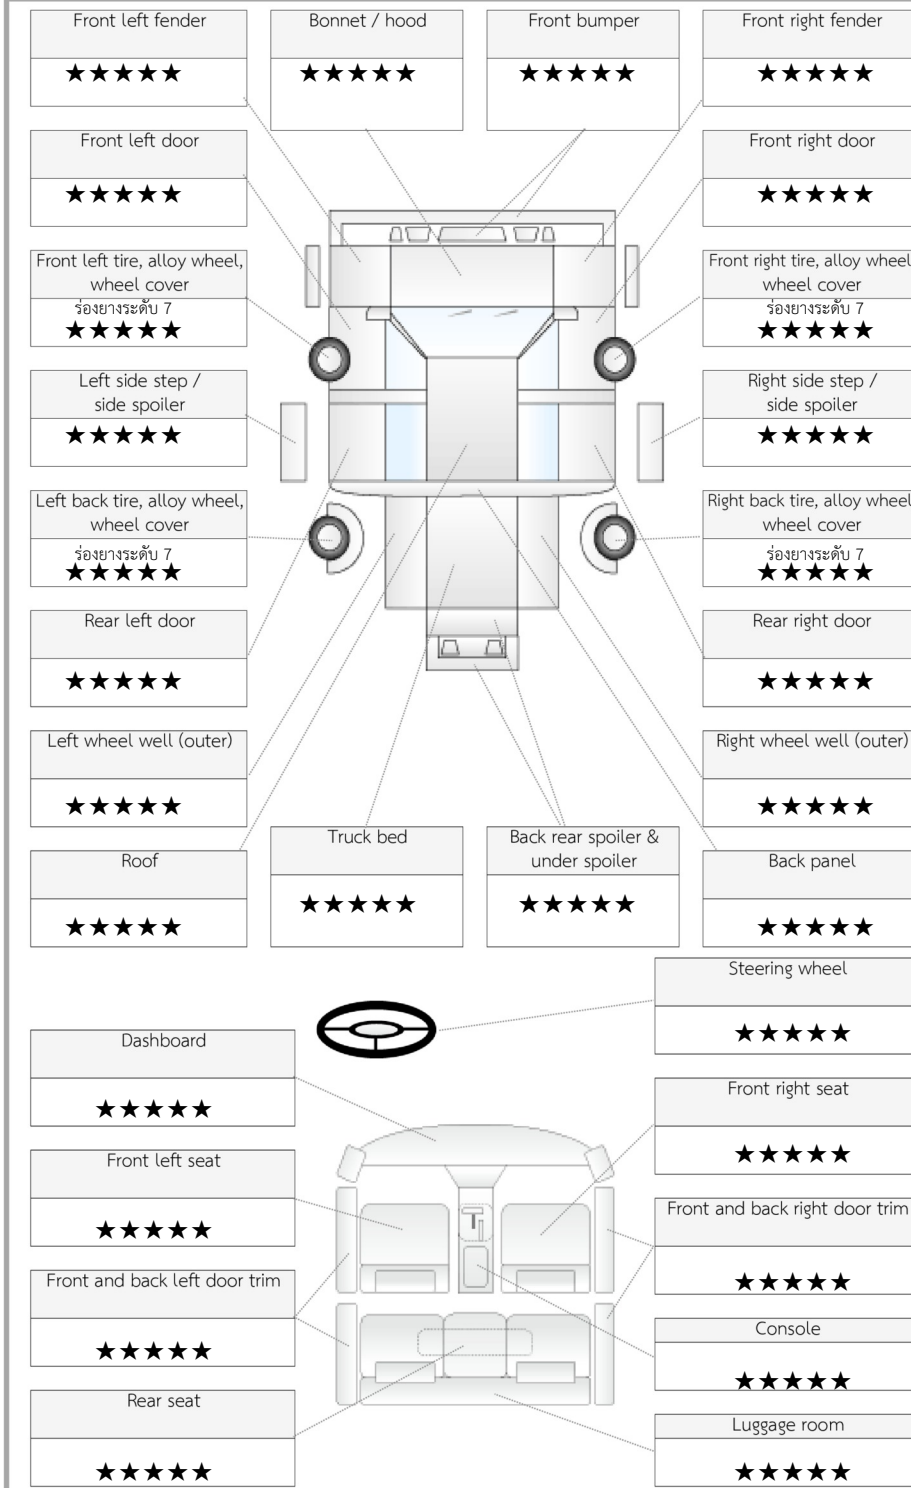 Front left fender
★★★★★
Bonnet / hood
★★★★★
Front bumper
★★★★★
Front right fender
★★★★★
Front left door
★★★★★
Front right door
★★★★★
Front left tire, alloy wheel,
wheel cover
ร่องยางระดับ 7
★★★★★
Front right tire, alloy wheel
wheel cover
ร่องยางระดับ 7
★★★★★
Left side step /
side spoiler
★★★★★
Right side step /
side spoiler
★★★★★
Left back tire, alloy wheel,
wheel cover
ร่องยางระดับ 7
★★★★★
Right back tire, alloy wheel
wheel cover
ร่องยางระดับ 7
★★★★★
Rear left door
★★★★★
Rear right door
★★★★★
Left wheel well (outer)
★★★★★
Right wheel well (outer)
★★★★★
Roof
★★★★★
Truck bed
★★★★★
Back rear spoiler &
under spoiler
★★★★★
Back panel
★★★★★
Steering wheel
★★★★★
Dashboard
★★★★★
Front right seat
★★★★★
Front left seat
★★★★★
Front and back right door trim
★★★★★
Front and back left door trim
★★★★★
Console
★★★★★
Rear seat
★★★★★
Luggage room
★★★★★